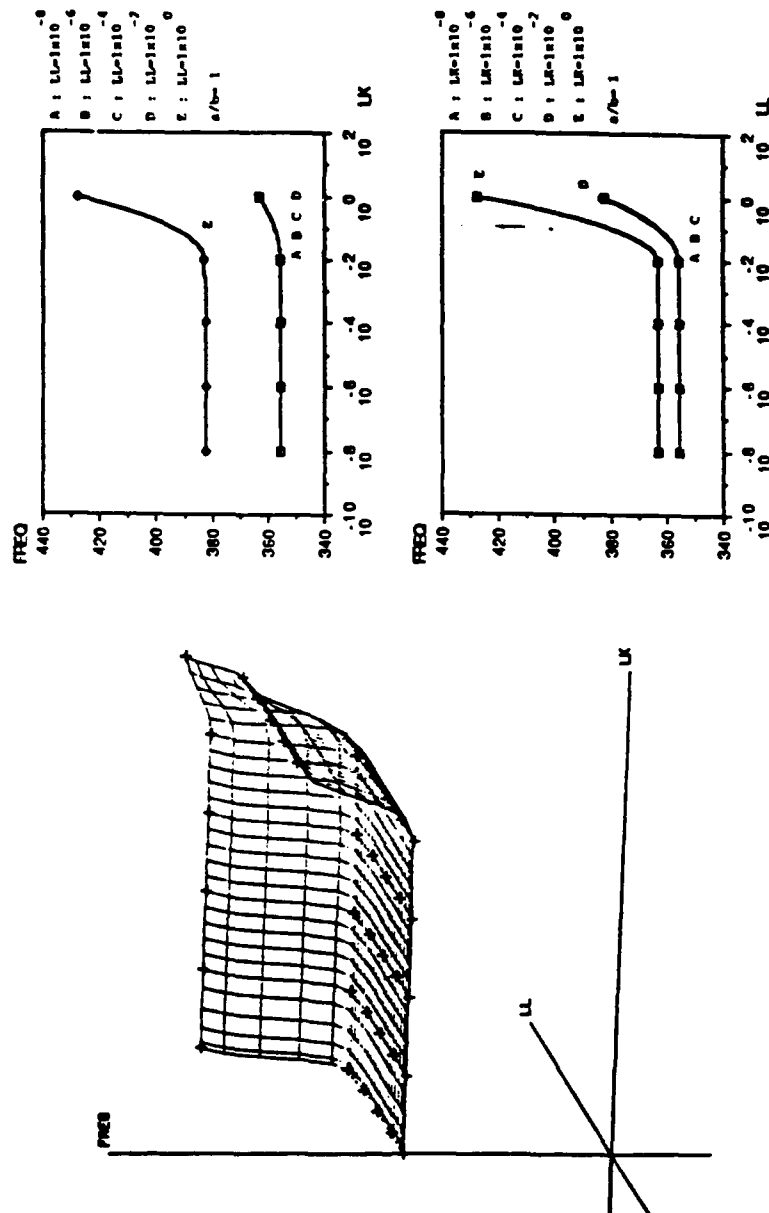 FREQ
440
420
400
380
360
340
10^-10
10^-8
10^-6
10^-4
10^-2
10^0
10^2
LK
E
A B C D
A : LL=1x10^-8
B : LL=1x10^-6
C : LL=1x10^-4
D : LL=1x10^-2
E : LL=1x10^0
a/b= 1
FREQ
440
420
400
380
360
340
10^-10
10^-8
10^-6
10^-4
10^-2
10^0
10^2
LL
E
D
A B C
A : LK=1x10^-8
B : LK=1x10^-6
C : LK=1x10^-4
D : LK=1x10^-2
E : LK=1x10^0
a/b= 1
FREQ
LL
LK